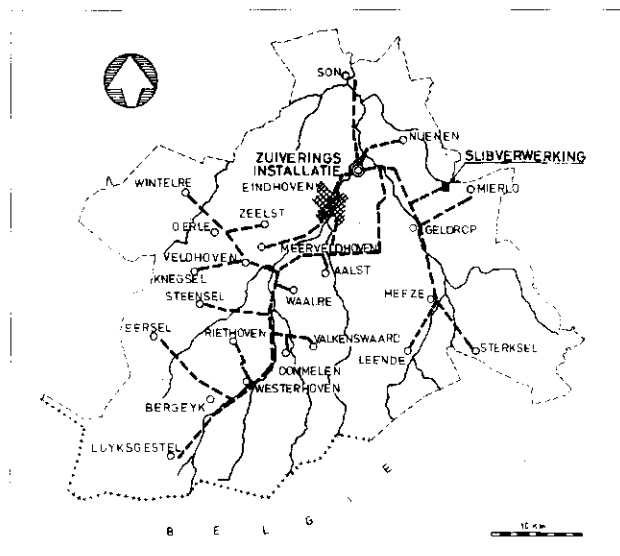 SON
NUENEN
ZUIVERINGS
INSTALLATIE
SLIBVERWERKING
EINDHOVEN
MIERLO
WINTELRE
ZEELST
OERLE
GELDROP
MEERVELDHOVEN
VELDHOVEN
AALST
KNEGSEL
WAALRE
STEENSEL
HEEZE
EERSEL
RIETHOVEN
VALKENSWAARD
LEENDE
STERKSEL
DOMMELEN
WESTERHOVEN
BERGEYK
LUYKSGESTEL
B E L G I E
10 Km